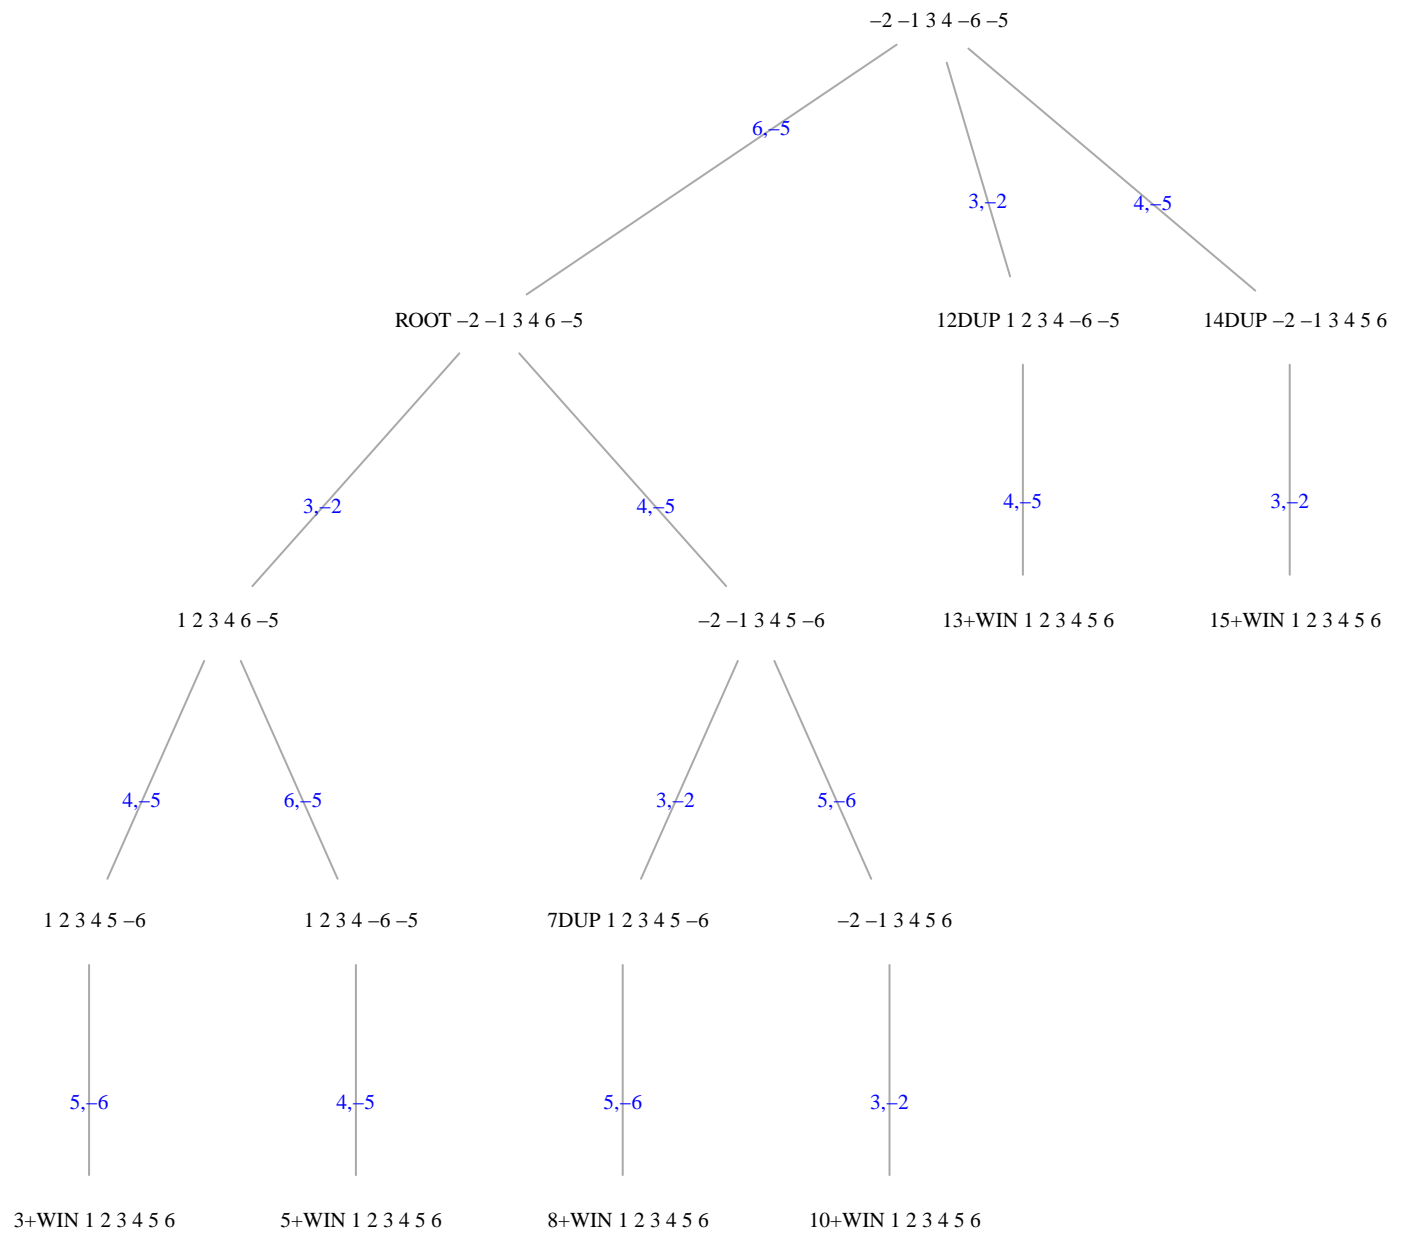 –2 –1 3 4 –6 –5
6,–5
3,–2
4,–5
ROOT –2 –1 3 4 6 –5
12DUP 1 2 3 4 –6 –5
14DUP –2 –1 3 4 5 6
3,–2
4,–5
4,–5
3,–2
1 2 3 4 6 –5
–2 –1 3 4 5 –6
13+WIN 1 2 3 4 5 6
15+WIN 1 2 3 4 5 6
4,–5
6,–5
3,–2
5,–6
1 2 3 4 5 –6
1 2 3 4 –6 –5
7DUP 1 2 3 4 5 –6
–2 –1 3 4 5 6
5,–6
4,–5
5,–6
3,–2
3+WIN 1 2 3 4 5 6
5+WIN 1 2 3 4 5 6
8+WIN 1 2 3 4 5 6
10+WIN 1 2 3 4 5 6